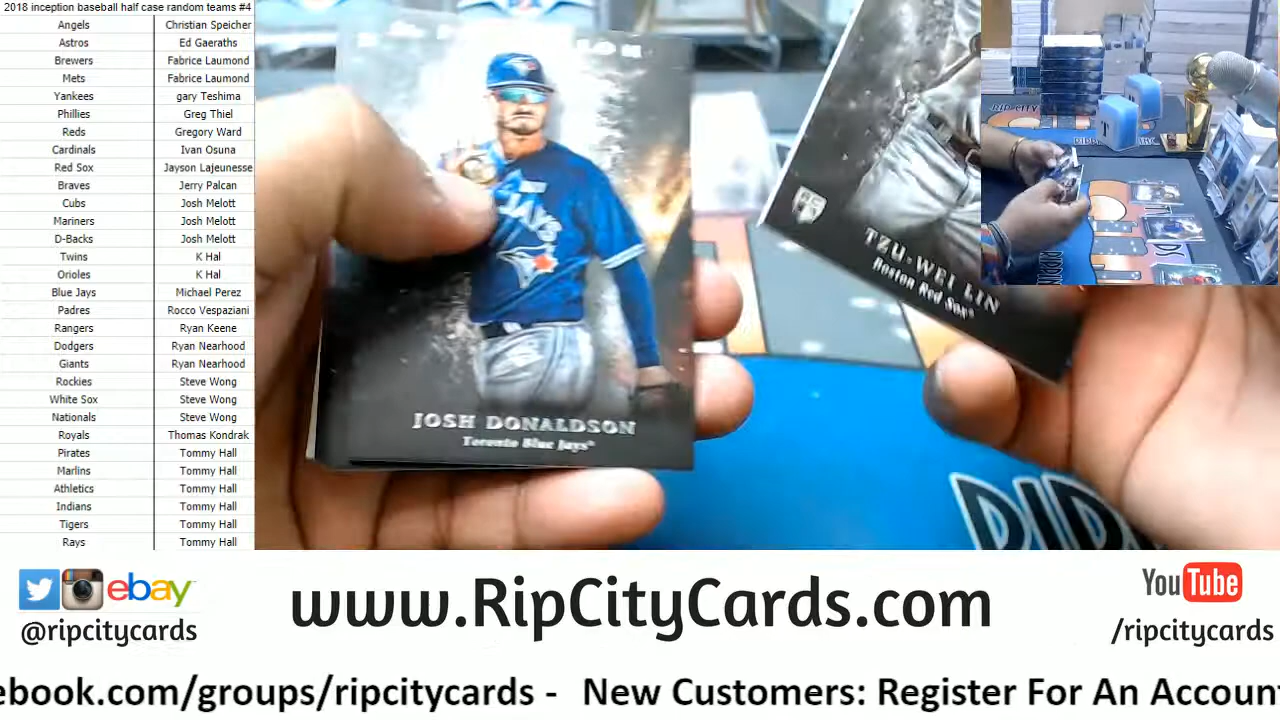 2018 inception baseball half case random teams #4
Angels Christian Speicher
Astros Ed Gaeraths
Brewers Fabrice Laumond
Mets Fabrice Laumond
Yankees gary Teshima
Phillies Greg Thiel
Reds Gregory Ward
Cardinals Ivan Osuna
Red Sox Jayson Lajeunesse
Braves Jerry Palcan
Cubs Josh Melott
Mariners Josh Melott
D-Backs Josh Melott
Twins K Hal
Orioles K Hal
Blue Jays Michael Perez
Padres Rocco Vespaziani
Rangers Ryan Keene
Dodgers Ryan Nearhood
Giants Ryan Nearhood
Rockies Steve Wong
White Sox Steve Wong
Nationals Steve Wong
Royals Thomas Kondrak
Pirates Tommy Hall
Marlins Tommy Hall
Athletics Tommy Hall
Indians Tommy Hall
Tigers Tommy Hall
Rays Tommy Hall
JAYS
JOSH DONALDSON
Toronto Blue Jays
RC
TZU-WEI LIN
Boston Red Sox
ebay
@ripcitycards
www.RipCityCards.com
YouTube
/ripcitycards
ebook.com/groups/ripcitycards - New Customers: Register For An Account